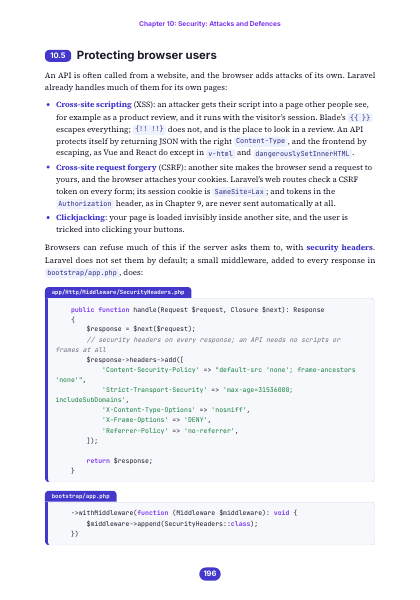 Chapter 10: Security: Attacks and Defences
10.5 Protecting browser users
An API is often called from a website, and the browser adds attacks of its own. Laravel
already handles much of them for its own pages:
• Cross-site scripting (XSS): an attacker gets their script into a page other people see,
for example as a product review, and it runs with the visitor's session. Blade's {{ }}
escapes everything; {!! !!} does not, and is the place to look in a review. An API
protects itself by returning JSON with the right Content-Type, and the frontend by
escaping, as Vue and React do except in v-html and dangerouslySetInnerHTML.
• Cross-site request forgery (CSRF): another site makes the browser send a request to
yours, and the browser attaches your cookies. Laravel's web routes check a CSRF
token on every form; its session cookie is SameSite=Lax; and tokens in the
Authorization header, as in Chapter 9, are never sent automatically at all.
• Clickjacking: your page is loaded invisibly inside another site, and the user is
tricked into clicking your buttons.
Browsers can refuse much of this if the server asks them to, with security headers.
Laravel does not set them by default; a small middleware, added to every response in
bootstrap/app.php, does:
app/Http/Middleware/SecurityHeaders.php
public function handle(Request $request, Closure $next): Response
{
$response = $next($request);
// security headers on every response; an API needs no scripts or
frames at all
$response->headers->add([
'Content-Security-Policy' => "default-src 'none'; frame-ancestors
'none'",
'Strict-Transport-Security' => 'max-age=31536000;
includeSubDomains',
'X-Content-Type-Options' => 'nosniff',
'X-Frame-Options' => 'DENY',
'Referrer-Policy' => 'no-referrer',
]);
return $response;
}
bootstrap/app.php
->withMiddleware(function (Middleware $middleware): void {
$middleware->append(SecurityHeaders::class);
})
196